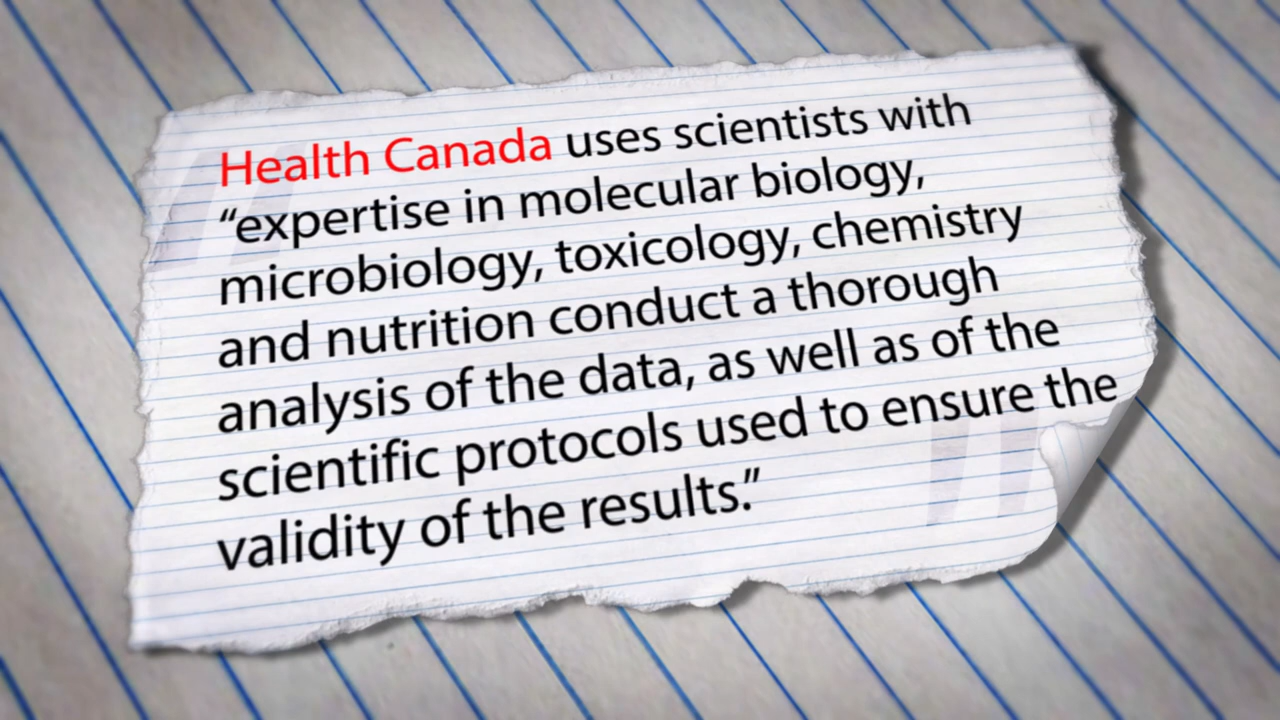 Health Canada uses scientists with
“expertise in molecular biology,
microbiology, toxicology, chemistry
and nutrition conduct a thorough
analysis of the data, as well as of the
scientific protocols used to ensure the
validity of the results.”